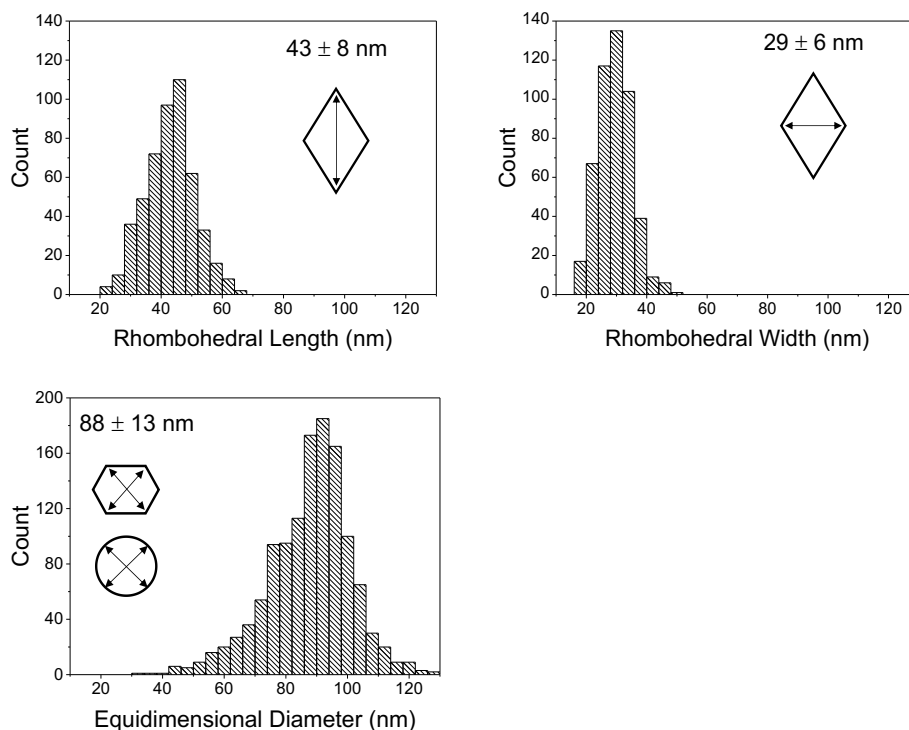 43 ± 8 nm
Count
0
20
40
60
80
100
120
140
20 40 60 80 100 120
Rhombohedral Length (nm)
29 ± 6 nm
Count
0
20
40
60
80
100
120
140
20 40 60 80 100 120
Rhombohedral Width (nm)
88 ± 13 nm
Count
0
40
80
120
160
200
20 40 60 80 100 120
Equidimensional Diameter (nm)